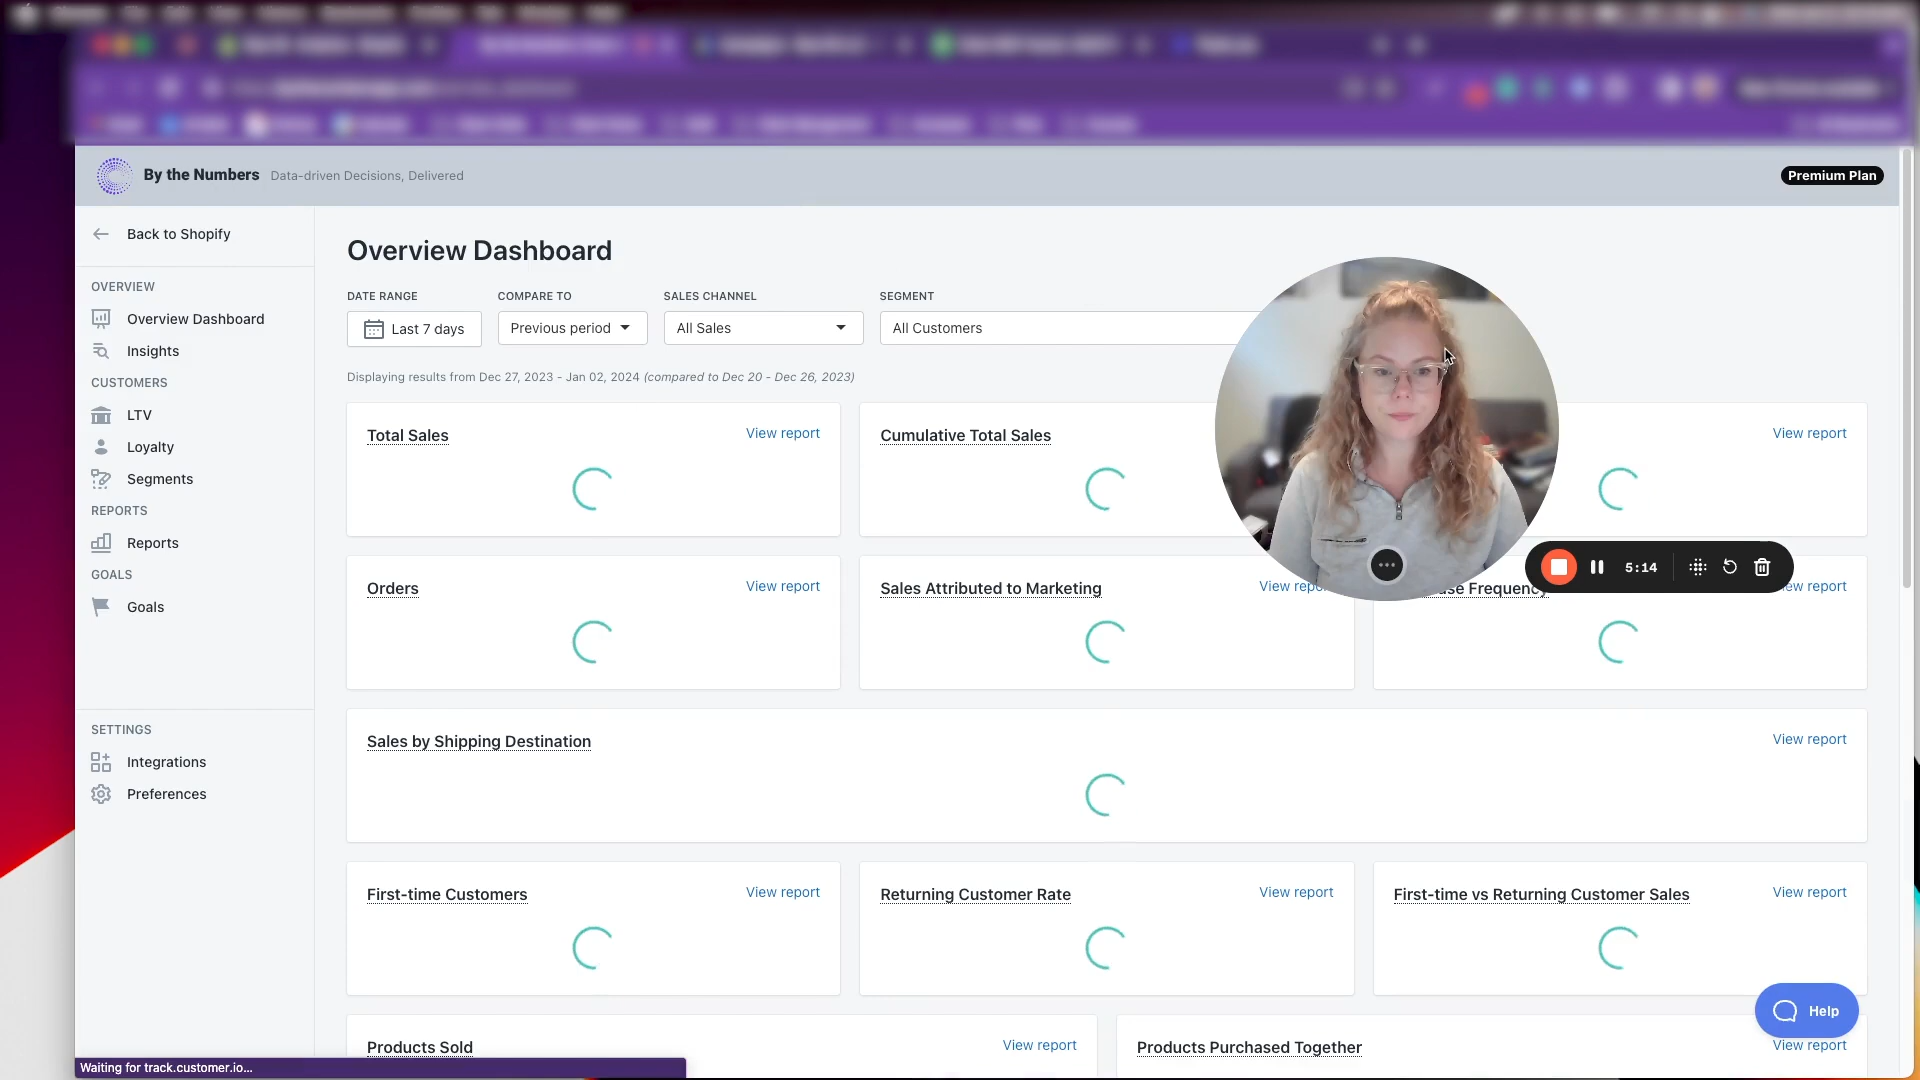 By the Numbers Data-driven Decisions, Delivered
Premium Plan
Back to Shopify
OVERVIEW
Overview Dashboard
Insights
CUSTOMERS
LTV
Loyalty
Segments
REPORTS
Reports
GOALS
Goals
SETTINGS
Integrations
Preferences
Overview Dashboard
DATE RANGE
Last 7 days
COMPARE TO
Previous period
SALES CHANNEL
All Sales
SEGMENT
All Customers
Displaying results from Dec 27, 2023 - Jan 02, 2024 (compared to Dec 20 - Dec 26, 2023)
Total Sales View report
Cumulative Total Sales
View report
5:14
Orders View report
Sales Attributed to Marketing View
Frequency
report
Sales by Shipping Destination View report
First-time Customers View report
Returning Customer Rate View report
First-time vs Returning Customer Sales View report
Help
Products Sold View report
Products Purchased Together View report
Waiting for track.customer.io...